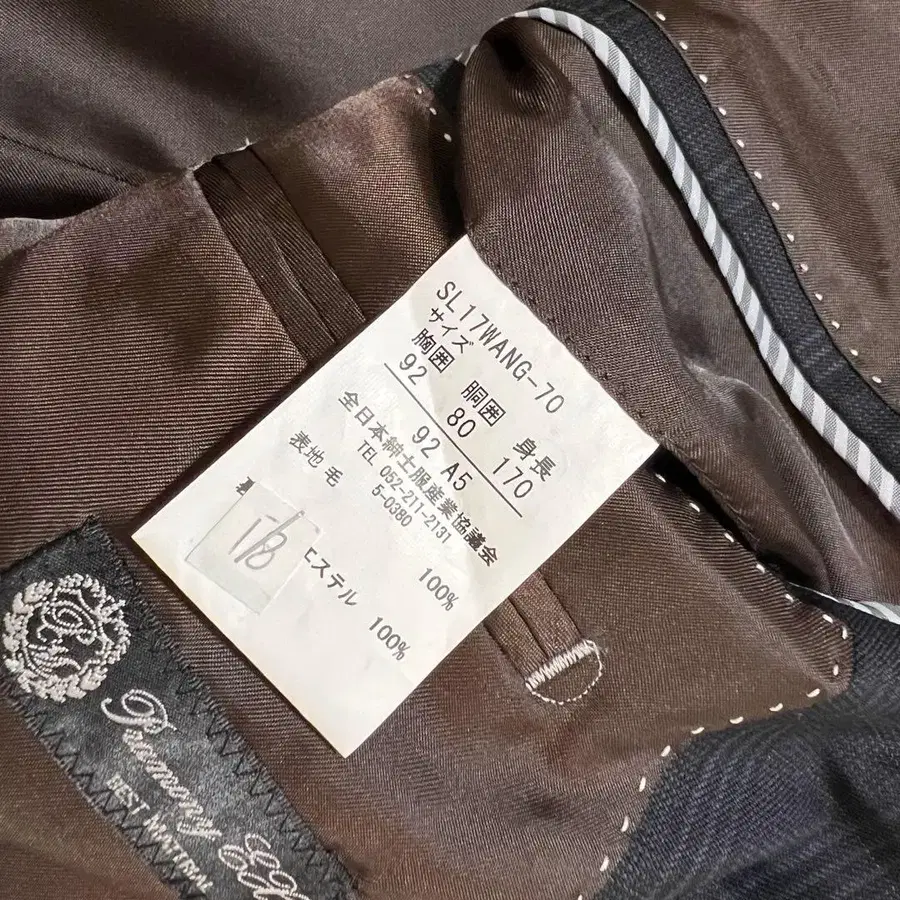 SL17WANG-70
サイズ
胸囲 胴囲 身長
92 80 170
92 A5
全日本紳士服産業協議会
TEL 052-211-2131
5-0380
表地 毛 100%
エステル 100%
BEST MATERIAL